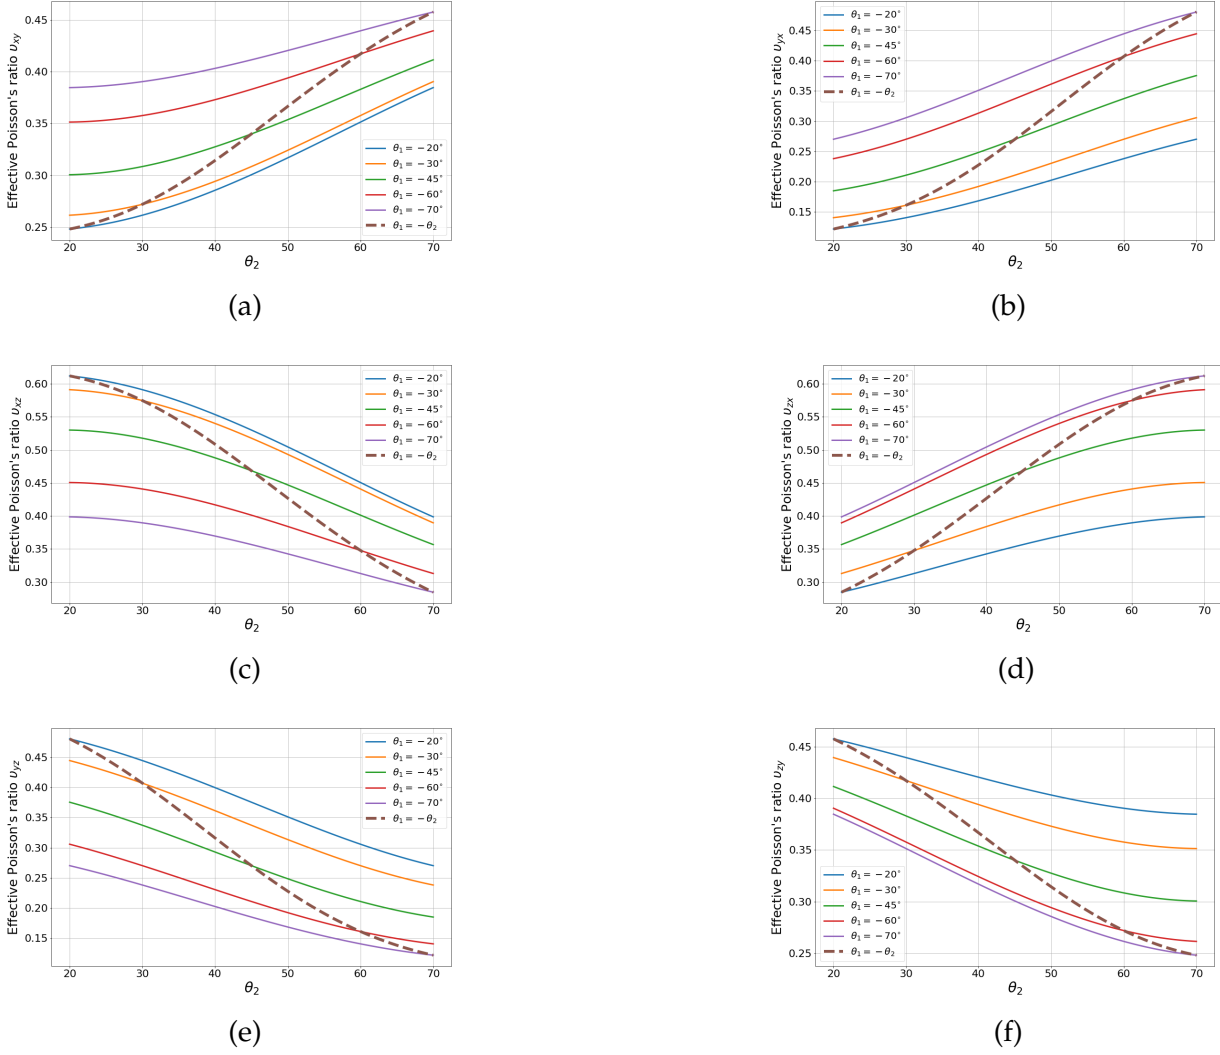 Effective Poisson's ratio υxy
0.45
0.40
0.35
0.30
0.25
θ1 = −20°
θ1 = −30°
θ1 = −45°
θ1 = −60°
θ1 = −70°
θ1 = −θ2
20 30 40 50 60 70
θ2
(a)
Effective Poisson's ratio υyx
0.45
0.40
0.35
0.30
0.25
0.20
0.15
θ1 = −20°
θ1 = −30°
θ1 = −45°
θ1 = −60°
θ1 = −70°
θ1 = −θ2
20 30 40 50 60 70
θ2
(b)
Effective Poisson's ratio υxz
0.60
0.55
0.50
0.45
0.40
0.35
0.30
θ1 = −20°
θ1 = −30°
θ1 = −45°
θ1 = −60°
θ1 = −70°
θ1 = −θ2
20 30 40 50 60 70
θ2
(c)
Effective Poisson's ratio υzx
0.60
0.55
0.50
0.45
0.40
0.35
0.30
θ1 = −20°
θ1 = −30°
θ1 = −45°
θ1 = −60°
θ1 = −70°
θ1 = −θ2
20 30 40 50 60 70
θ2
(d)
Effective Poisson's ratio υyz
0.45
0.40
0.35
0.30
0.25
0.20
0.15
θ1 = −20°
θ1 = −30°
θ1 = −45°
θ1 = −60°
θ1 = −70°
θ1 = −θ2
20 30 40 50 60 70
θ2
(e)
Effective Poisson's ratio υzy
0.45
0.40
0.35
0.30
0.25
θ1 = −20°
θ1 = −30°
θ1 = −45°
θ1 = −60°
θ1 = −70°
θ1 = −θ2
20 30 40 50 60 70
θ2
(f)